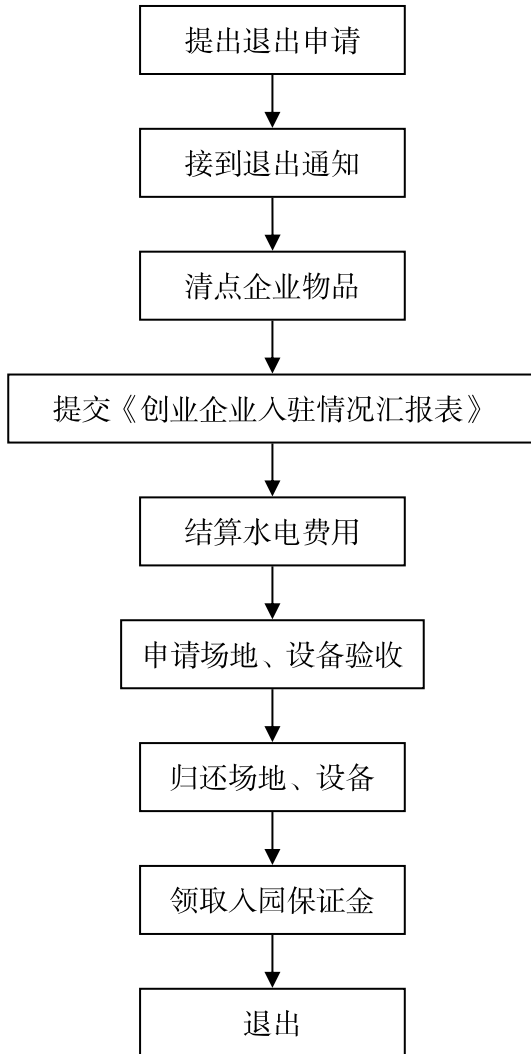 提出退出申请
接到退出通知
清点企业物品
提交《创业企业入驻情况汇报表》
结算水电费用
申请场地、设备验收
归还场地、设备
领取入园保证金
退出